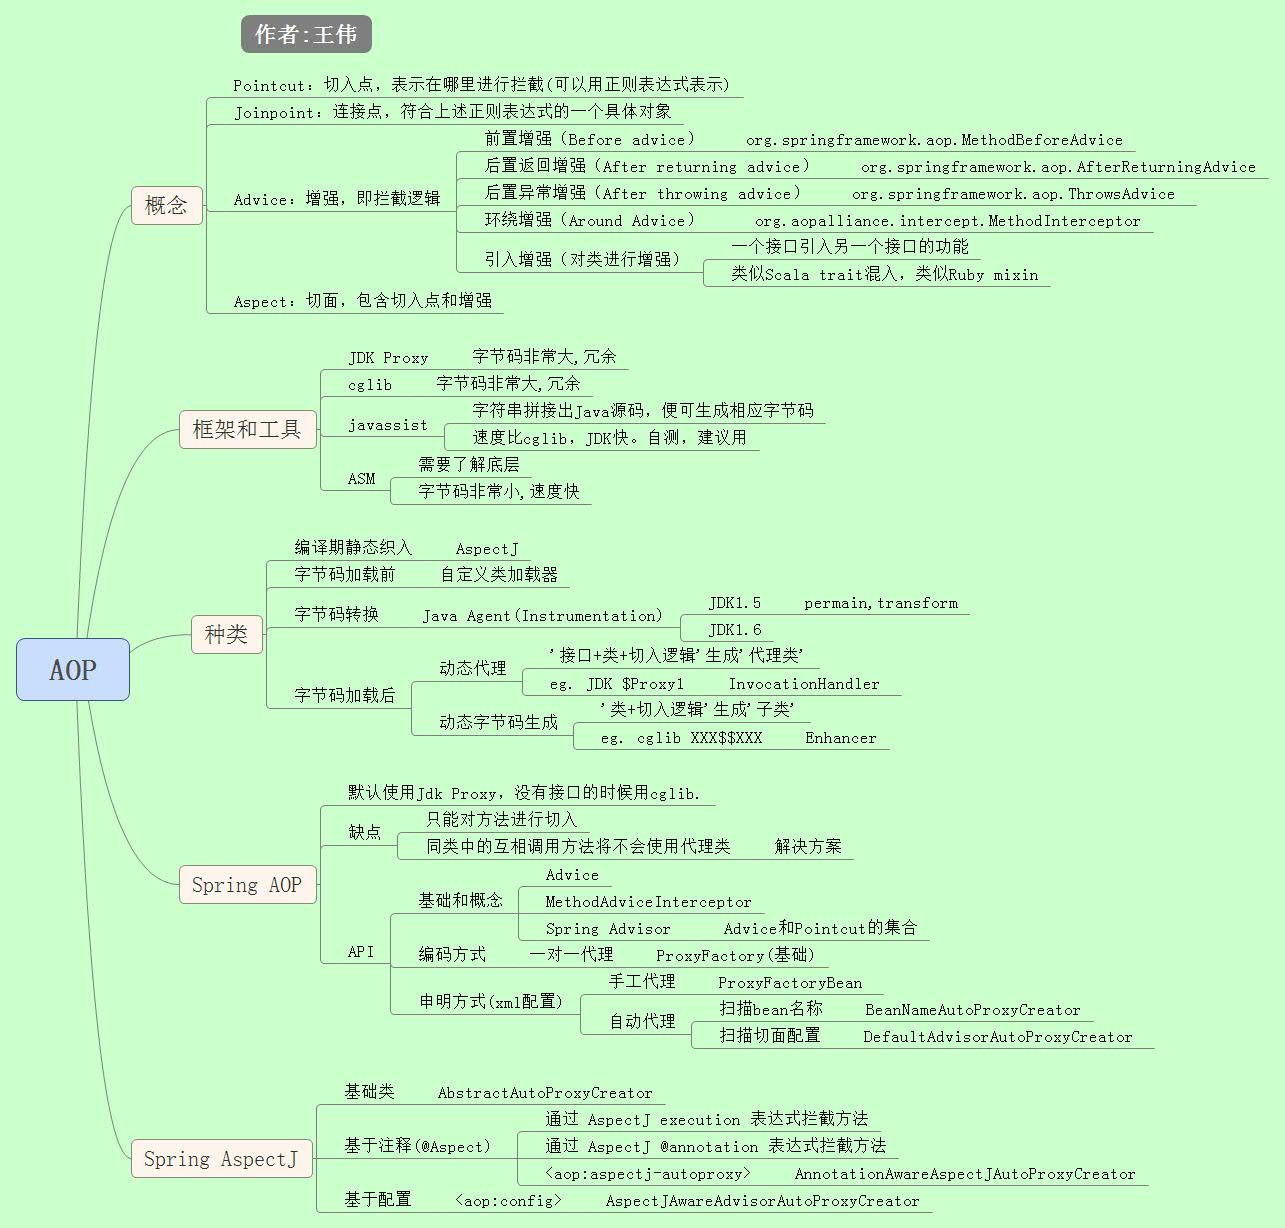 作者:王伟
Pointcut：切入点，表示在哪里进行拦截(可以用正则表达式表示)
Joinpoint：连接点，符合上述正则表达式的一个具体对象
前置增强（Before advice） org.springframework.aop.MethodBeforeAdvice
后置返回增强（After returning advice） org.springframework.aop.AfterReturningAdvice
后置异常增强（After throwing advice） org.springframework.aop.ThrowsAdvice
概念
Advice：增强，即拦截逻辑
环绕增强（Around Advice） org.aopalliance.intercept.MethodInterceptor
一个接口引入另一个接口的功能
引入增强（对类进行增强）
类似Scala trait混入，类似Ruby mixin
Aspect：切面，包含切入点和增强
JDK Proxy 字节码非常大,冗余
cglib 字节码非常大,冗余
字符串拼接出Java源码，便可生成相应字节码
框架和工具
javassist
速度比cglib，JDK快。自测，建议用
需要了解底层
ASM
字节码非常小,速度快
编译期静态织入 AspectJ
字节码加载前 自定义类加载器
JDK1.5 permain,transform
字节码转换 Java Agent(Instrumentation)
JDK1.6
种类
'接口+类+切入逻辑'生成'代理类'
动态代理
eg. JDK $Proxy1 InvocationHandler
AOP
字节码加载后
'类+切入逻辑'生成'子类'
动态字节码生成
eg. cglib XXX$$XXX Enhancer
默认使用Jdk Proxy，没有接口的时候用cglib.
只能对方法进行切入
缺点
同类中的互相调用方法将不会使用代理类 解决方案
Spring AOP
Advice
基础和概念
MethodAdviceInterceptor
Spring Advisor Advice和Pointcut的集合
API
编码方式 一对一代理 ProxyFactory(基础)
手工代理 ProxyFactoryBean
申明方式(xml配置)
扫描bean名称 BeanNameAutoProxyCreator
自动代理
扫描切面配置 DefaultAdvisorAutoProxyCreator
基础类 AbstractAutoProxyCreator
通过 AspectJ execution 表达式拦截方法
基于注释(@Aspect)
通过 AspectJ @annotation 表达式拦截方法
Spring AspectJ
<aop:aspectj-autoproxy> AnnotationAwareAspectJAutoProxyCreator
基于配置 <aop:config> AspectJAwareAdvisorAutoProxyCreator